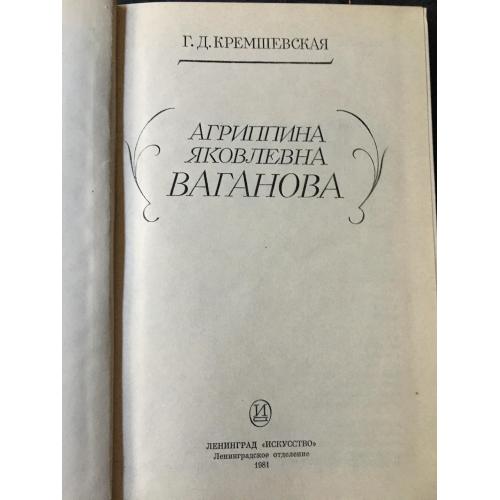 Г. Д. КРЕМШЕВСКАЯ
АГРИППИНА
ЯКОВЛЕВНА
ВАГАНОВА
И
ЛЕНИНГРАД «ИСКУССТВО»
Ленинградское отделение
1981